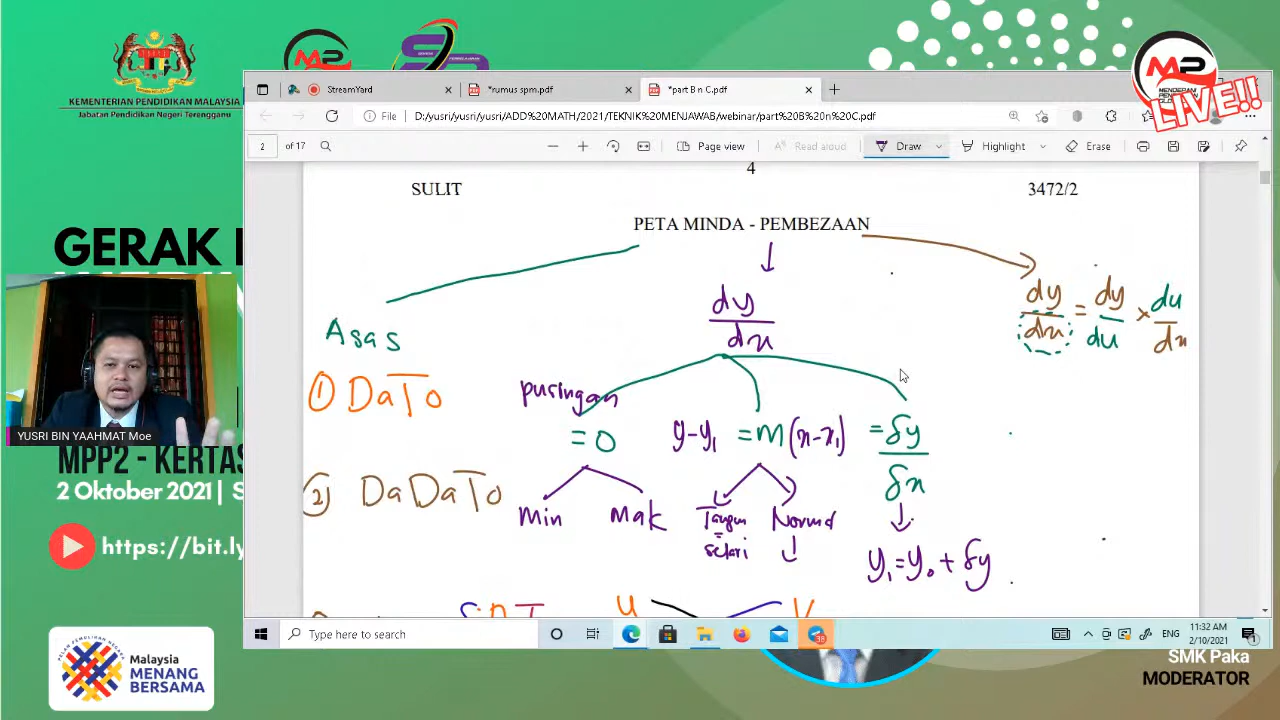 KEMENTERIAN PENDIDIKAN MALAYSIA
Jabatan Pendidikan Negeri Terengganu
MP
LIVE!!
StreamYard
*rumus spm.pdf
*part B n C.pdf
File
D:/yusri/yusri/yusri/ADD%20MATH/2021/TEKNIK%20MENJAWAB/webinar/part%20B%20n%20C.pdf
2 of 17
Page view
Read aloud
Draw
Highlight
Erase
4
SULIT
3472/2
PETA MINDA - PEMBEZAAN
GERAK
Asas
dy/dx
dy/dx = dy/du × du/dx
① DaTo
pusingan
= 0
y-y₁ = m(x-x₁)
= δy/δx
② DaDaTo
Min
Mak
Tangen
Normal
= selari
y₁ = y₀ + δy
U
V
YUSRI BIN YAAHMAT Moe
MPP2 - KERTAS
2 Oktober 2021| S
https://bit.ly
Type here to search
38
ENG
11:32 AM
2/10/2021
Malaysia
MENANG
BERSAMA
SMK Paka
MODERATOR